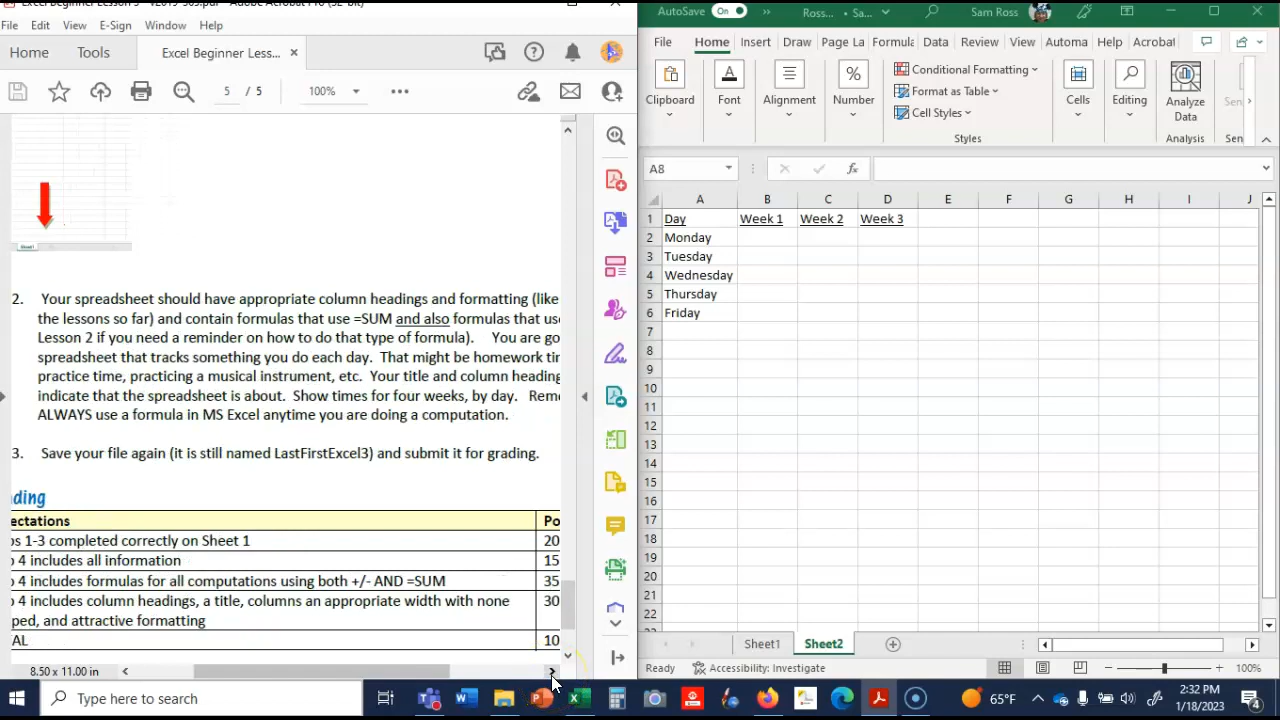 File Edit View E-Sign Window Help
Home Tools Excel Beginner Less... ×
5 / 5 100%
2. Your spreadsheet should have appropriate column headings and formatting (like
the lessons so far) and contain formulas that use =SUM and also formulas that us
Lesson 2 if you need a reminder on how to do that type of formula). You are go
spreadsheet that tracks something you do each day. That might be homework tir
practice time, practicing a musical instrument, etc. Your title and column heading
indicate that the spreadsheet is about. Show times for four weeks, by day. Rem
ALWAYS use a formula in MS Excel anytime you are doing a computation.
3. Save your file again (it is still named LastFirstExcel3) and submit it for grading.
ding
ectations Po
os 1-3 completed correctly on Sheet 1 20
o 4 includes all information 15
o 4 includes formulas for all computations using both +/- AND =SUM 35
o 4 includes column headings, a title, columns an appropriate width with none 30
ped, and attractive formatting
AL 10
8.50 x 11.00 in
AutoSave On Ross... • Sa... Sam Ross
File Home Insert Draw Page La Formula Data Review View Automa Help Acrobat
Clipboard Font Alignment Number Conditional Formatting Format as Table Cell Styles Cells Editing Analyze Data Sen
Styles Analysis Sen
A8 fx
A B C D E F G H I J
1 Day Week 1 Week 2 Week 3
2 Monday
3 Tuesday
4 Wednesday
5 Thursday
6 Friday
7
8
9
10
11
12
13
14
15
16
17
18
19
20
21
22
Sheet1 Sheet2
Ready Accessibility: Investigate 100%
Type here to search 65°F 2:32 PM
1/18/2023 4